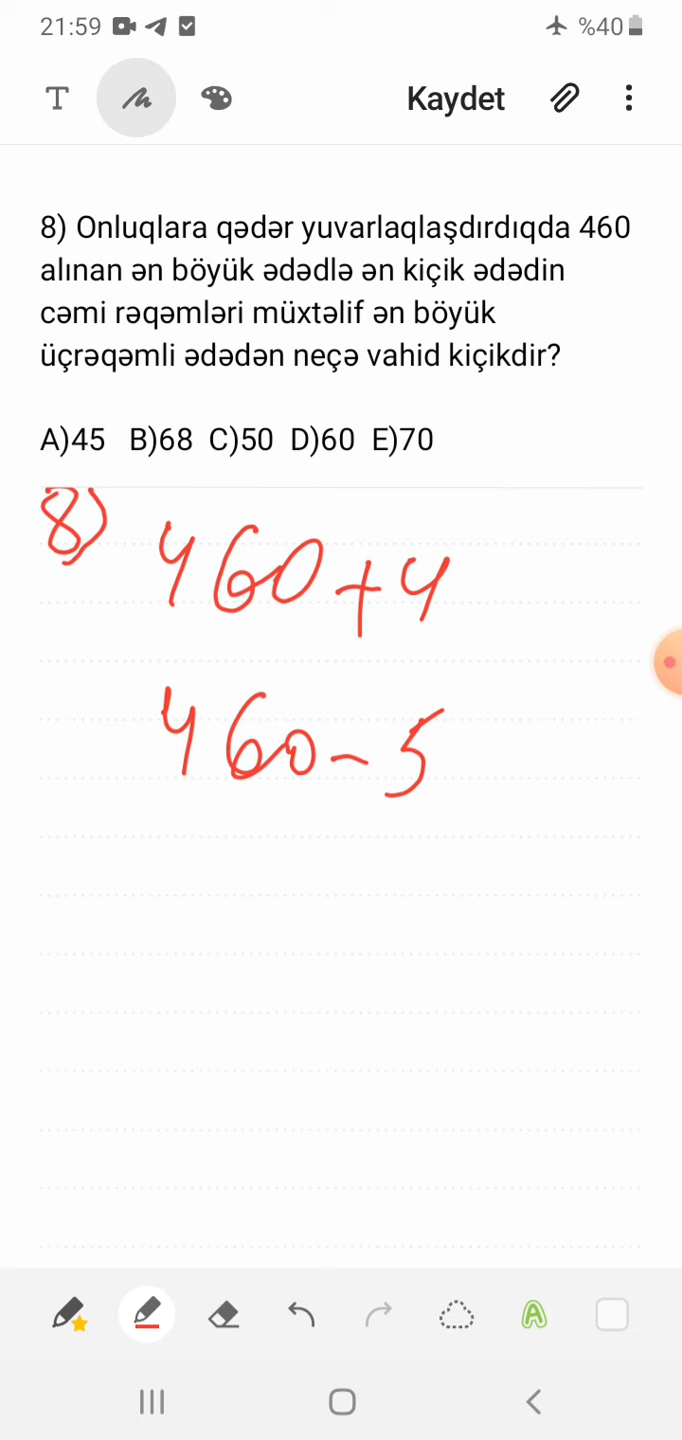 21:59 %40
Kaydet
8) Onluqlara qədər yuvarlaqlaşdırdıqda 460
alınan ən böyük ədədlə ən kiçik ədədin
cəmi rəqəmləri müxtəlif ən böyük
üçrəqəmli ədədən neçə vahid kiçikdir?
A)45 B)68 C)50 D)60 E)70
8) 460+4
460-5